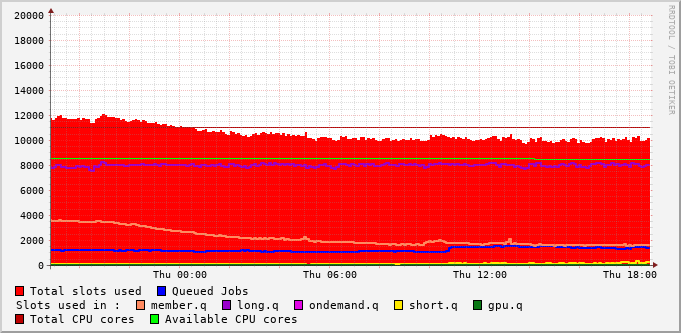 20000
18000
16000
14000
12000
10000
8000
6000
4000
2000
0
Thu 00:00 Thu 06:00 Thu 12:00 Thu 18:00
RRDTOOL / TOBI OETIKER
Total slots used Queued Jobs
Slots used in : member.q long.q ondemand.q short.q gpu.q
Total CPU cores Available CPU cores